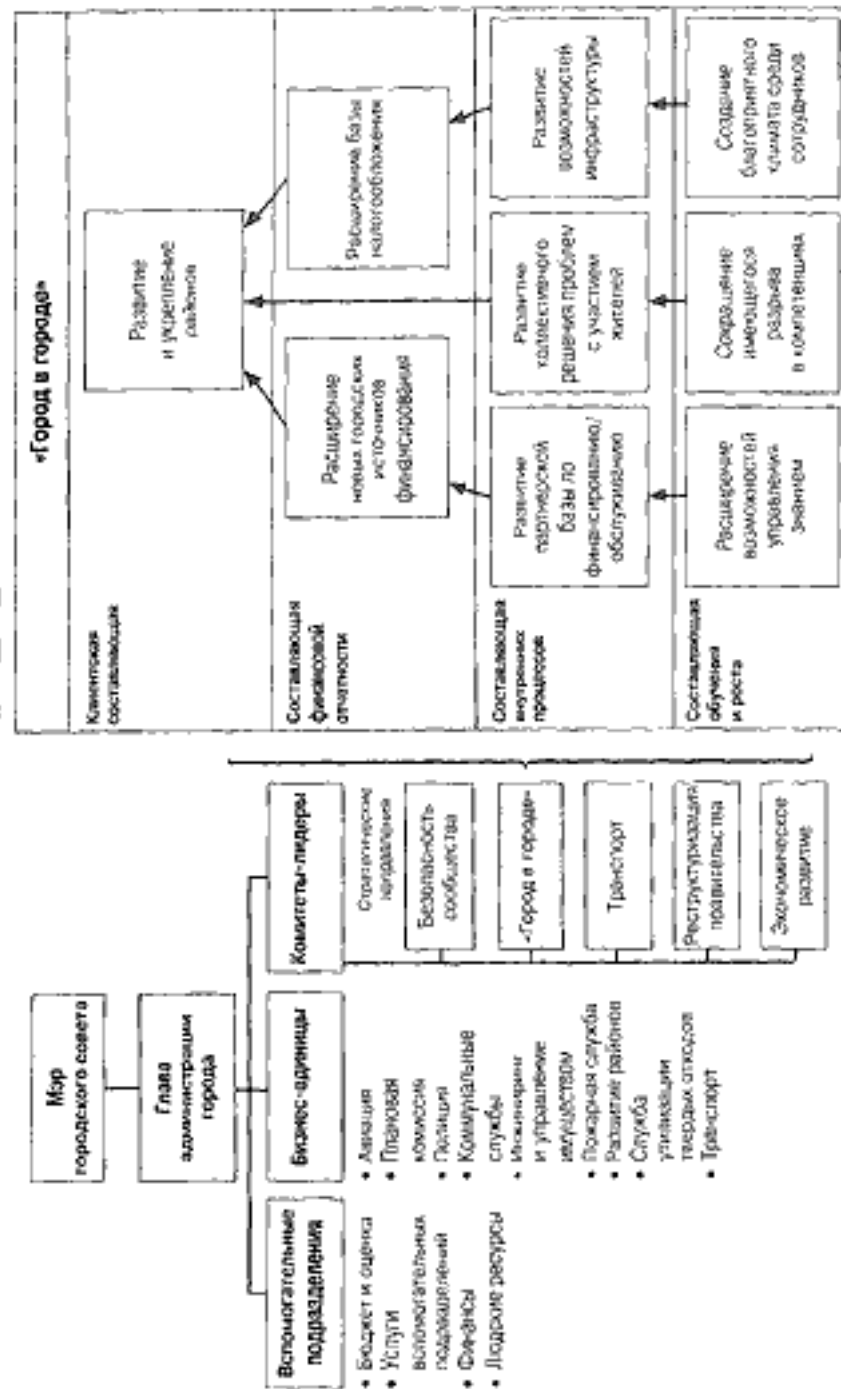 Мэр
городского совета
Глава
администрации
города
Вспомогательные
подразделения
• Бюджет и оценка
• Услуги
вспомогательных
подразделений
• Финансы
• Людские ресурсы
Бизнес-единицы
• Авиация
• Плановая
комиссия
• Полиция
• Коммунальные
службы
• Инжиниринг
и управление
имуществом
• Пожарная служба
• Развитие районов
• Служба
утилизации
твердых отходов
• Транспорт
Комитеты-лидеры
Стратегические
направления
Безопасность
сообщества
«Город в городе»
Транспорт
Реструктуризация
правительства
Экономическое
развитие
«Город в городе»
Клиентская
составляющая
Развитие
и укрепление
районов
Составляющая
финансовой
отчетности
Расширение
новых городских
источников
финансирования
Расширение базы
налогообложения
Составляющая
внутренних
процессов
Развитие
партнерской
базы по
финансированию/
обслуживанию
Развитие
коллективного
решения проблем
с участием
жителей
Развитие
возможностей
инфраструктуры
Составляющая
обучения
и роста
Расширение
возможностей
управления
знанием
Сокращение
имеющегося
разрыва
в компетенциях
Создание
благоприятного
климата среди
сотрудников